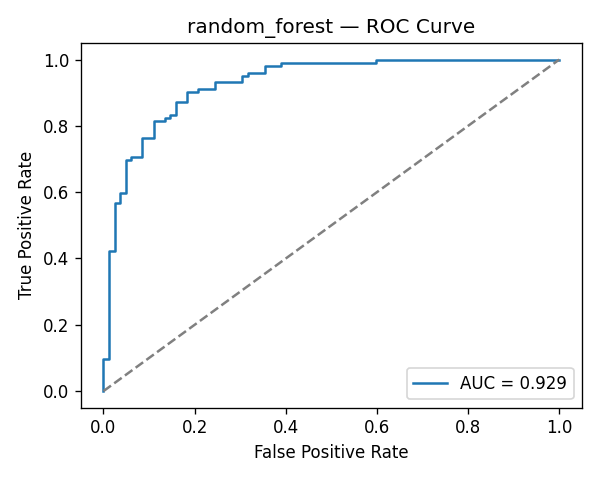 random_forest — ROC Curve
True Positive Rate
1.0
0.8
0.6
0.4
0.2
0.0
AUC = 0.929
0.0 0.2 0.4 0.6 0.8 1.0
False Positive Rate